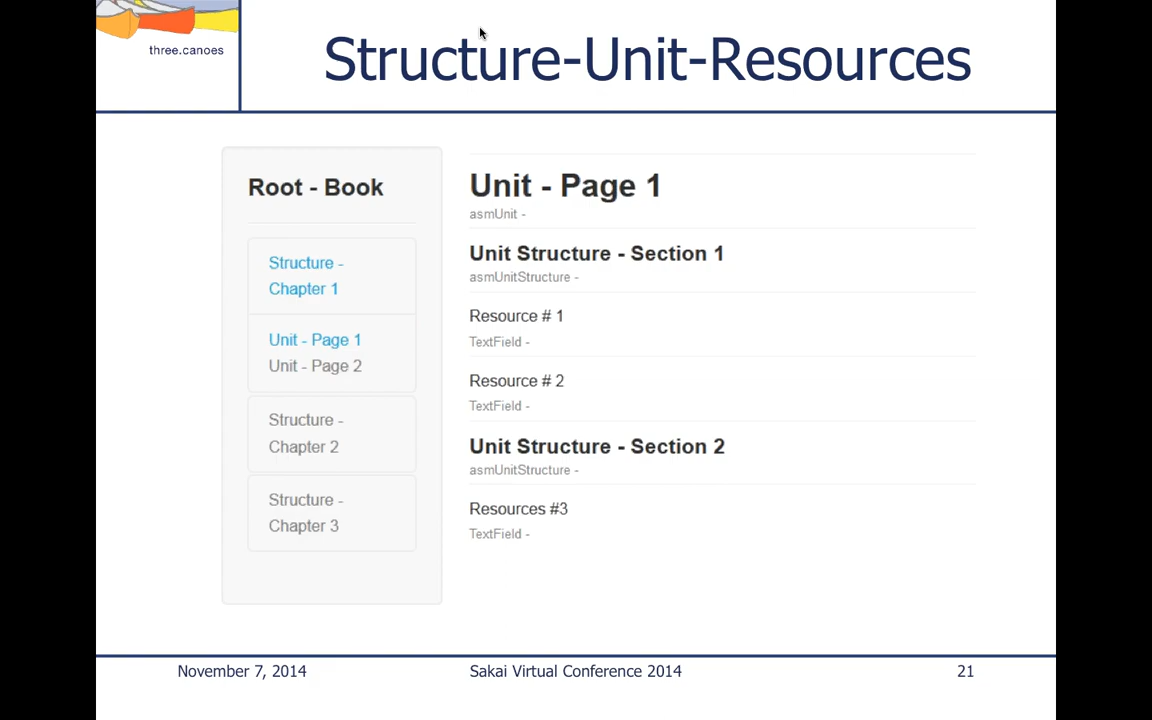 three.canoes
Structure-Unit-Resources
Root - Book
Structure -
Chapter 1
Unit - Page 1
Unit - Page 2
Structure -
Chapter 2
Structure -
Chapter 3
Unit - Page 1
asmUnit -
Unit Structure - Section 1
asmUnitStructure -
Resource # 1
TextField -
Resource # 2
TextField -
Unit Structure - Section 2
asmUnitStructure -
Resources #3
TextField -
November 7, 2014
Sakai Virtual Conference 2014
21